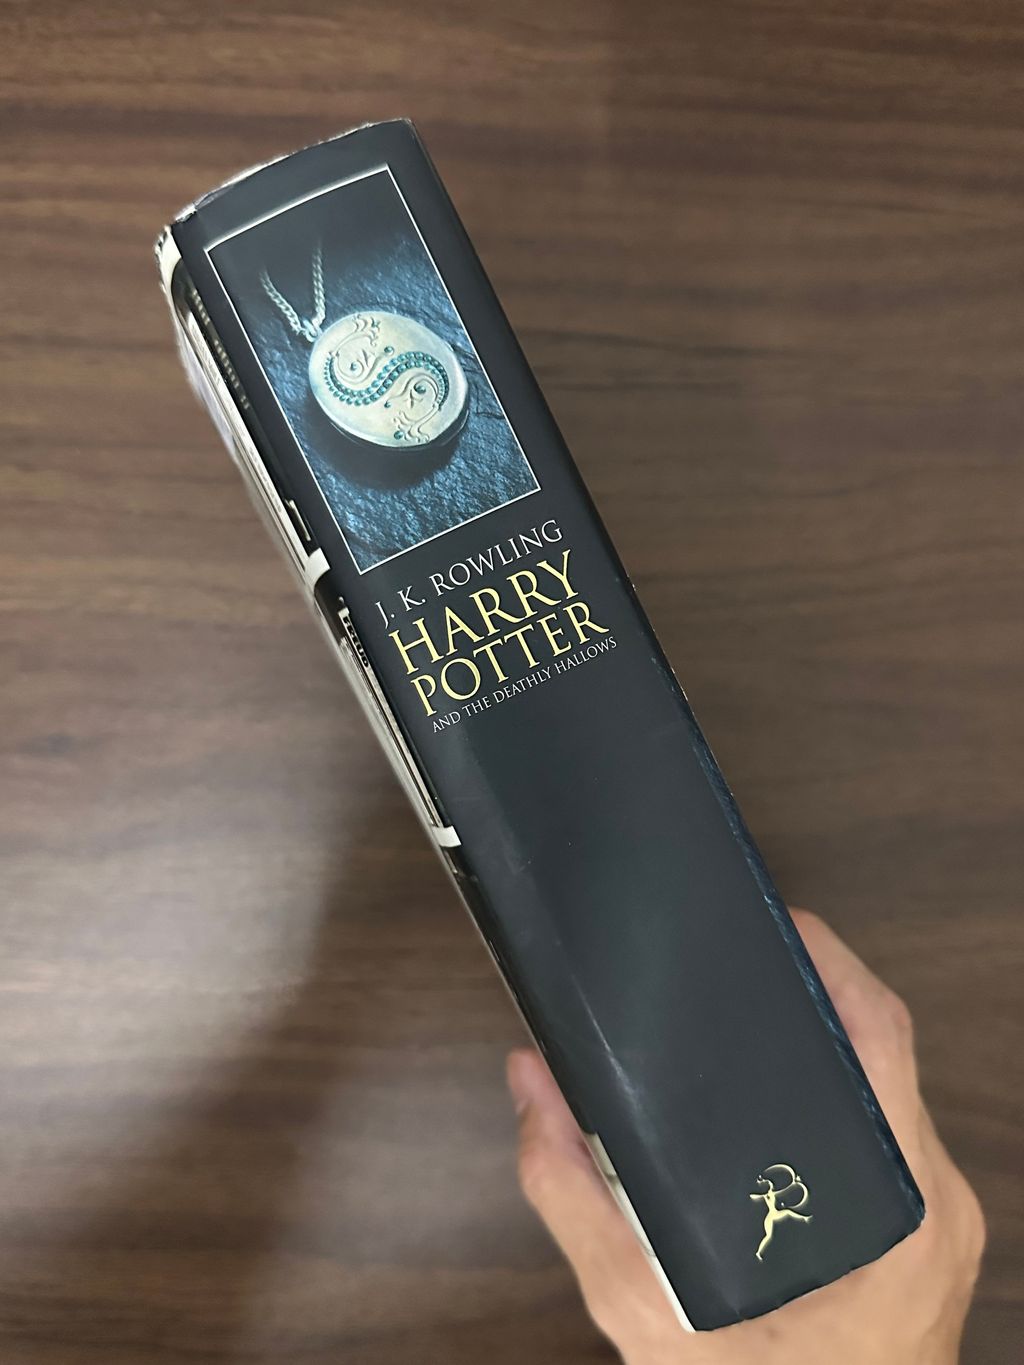 J. K. ROWLING
HARRY
POTTER
AND THE DEATHLY HALLOWS